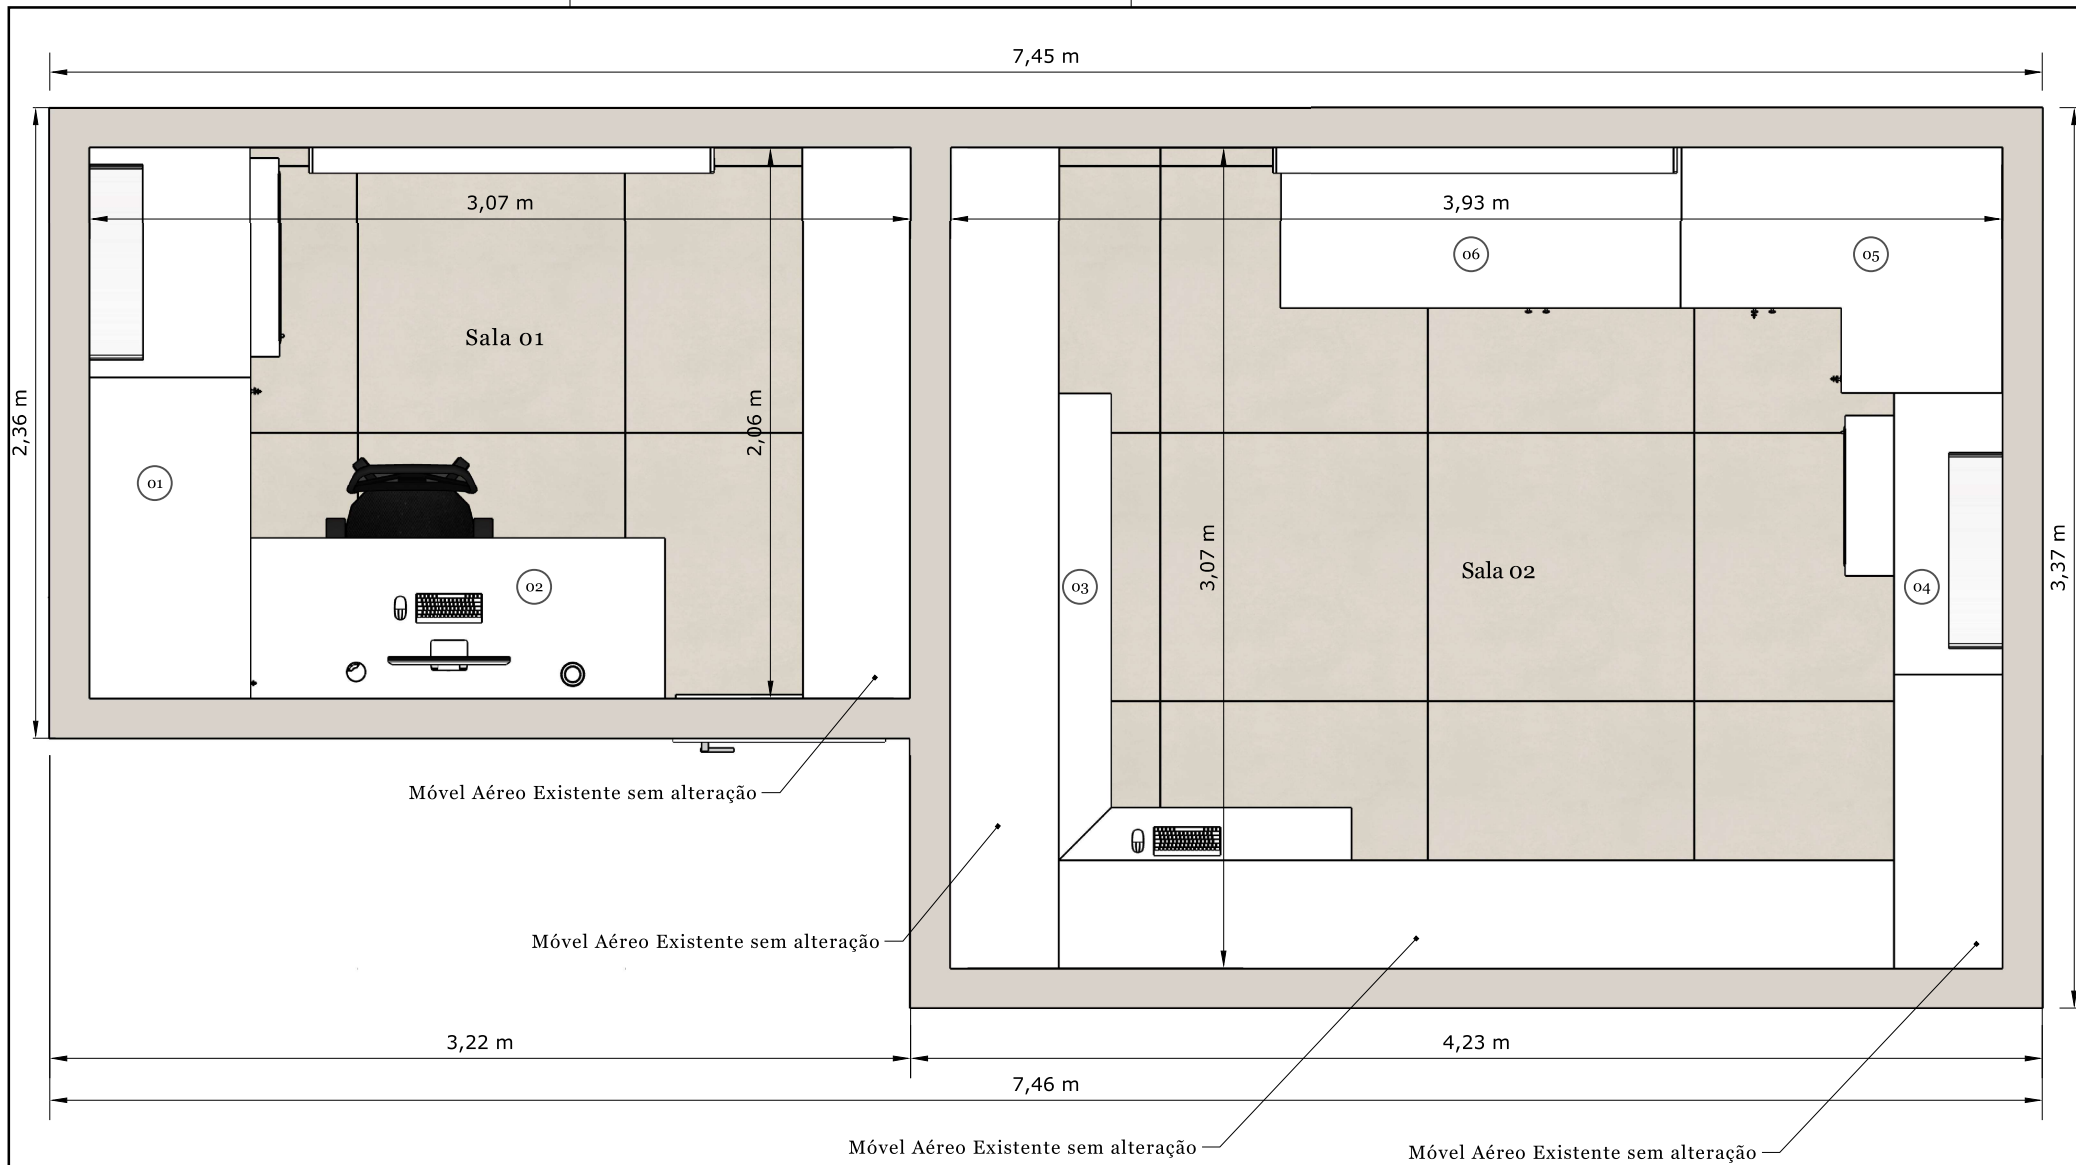 7,45 m
3,07 m
3,93 m
06
05
Sala 01
2,36 m
2,06 m
01
3,07 m
Sala 02
3,37 m
02
03
04
Móvel Aéreo Existente sem alteração
Móvel Aéreo Existente sem alteração
3,22 m
4,23 m
7,46 m
Móvel Aéreo Existente sem alteração
Móvel Aéreo Existente sem alteração